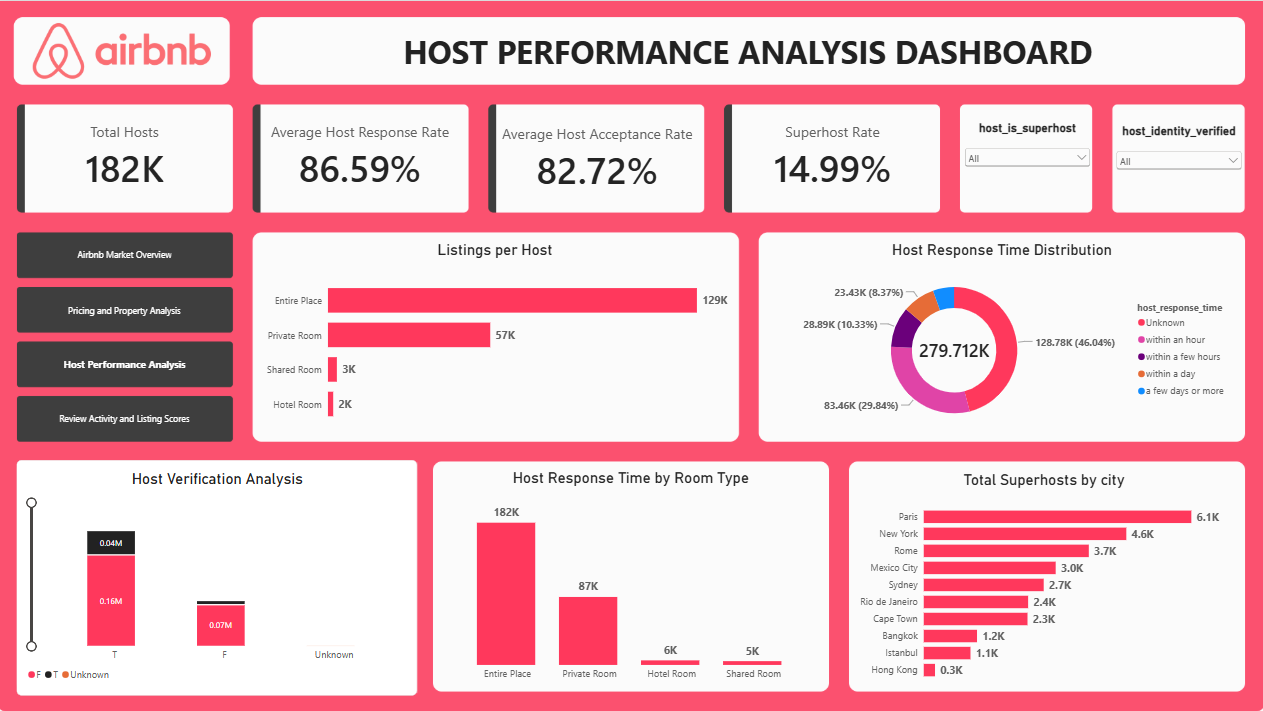 airbnb
HOST PERFORMANCE ANALYSIS DASHBOARD
Total Hosts
182K
Average Host Response Rate
86.59%
Average Host Acceptance Rate
82.72%
Superhost Rate
14.99%
host_is_superhost
All
host_identity_verified
All
Airbnb Market Overview
Pricing and Property Analysis
Host Performance Analysis
Review Activity and Listing Scores
Listings per Host
Entire Place 129K
Private Room 57K
Shared Room 3K
Hotel Room 2K
Host Response Time Distribution
23.43K (8.37%)
28.89K (10.33%)
83.46K (29.84%)
128.78K (46.04%)
279.712K
host_response_time
Unknown
within an hour
within a few hours
within a day
a few days or more
Host Verification Analysis
0.04M
0.16M
0.07M
T F Unknown
F T Unknown
Host Response Time by Room Type
182K
87K
6K
5K
Entire Place Private Room Hotel Room Shared Room
Total Superhosts by city
Paris 6.1K
New York 4.6K
Rome 3.7K
Mexico City 3.0K
Sydney 2.7K
Rio de Janeiro 2.4K
Cape Town 2.3K
Bangkok 1.2K
Istanbul 1.1K
Hong Kong 0.3K